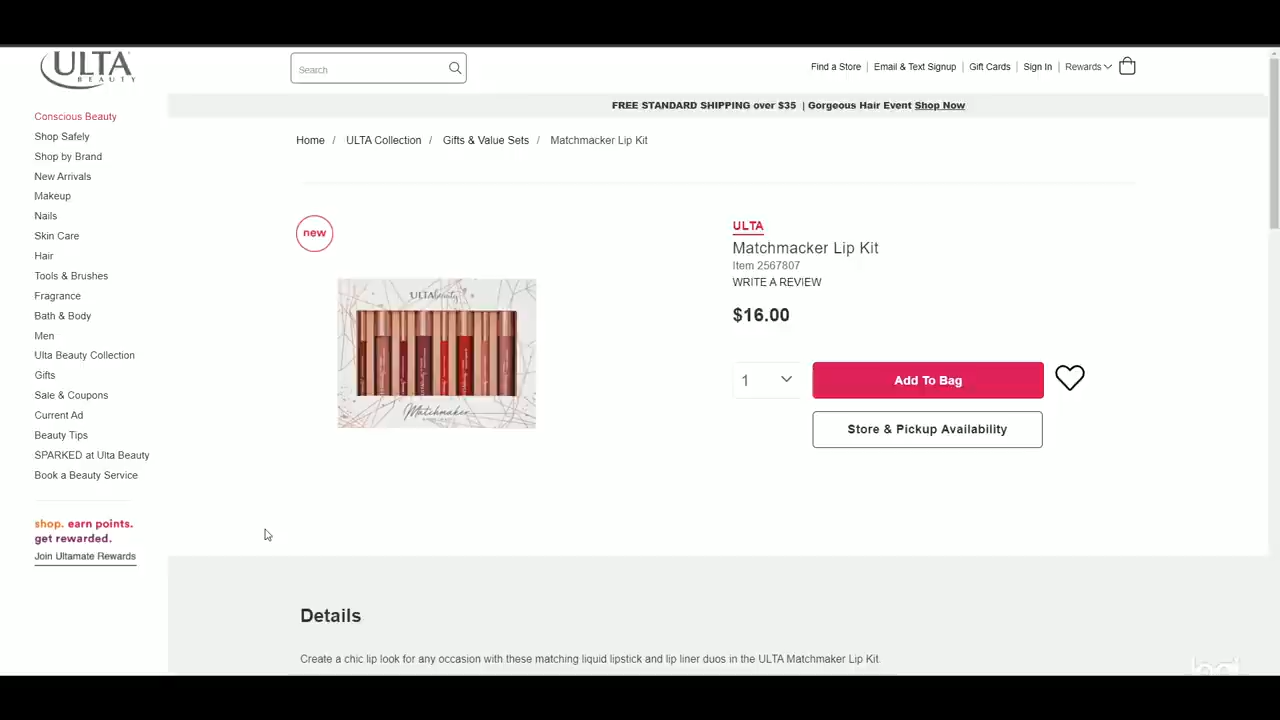 ULTA
BEAUTY
Search
Find a Store
Email & Text Signup
Gift Cards
Sign In
Rewards
FREE STANDARD SHIPPING over $35 | Gorgeous Hair Event Shop Now
Conscious Beauty
Shop Safely
Shop by Brand
New Arrivals
Makeup
Nails
Skin Care
Hair
Tools & Brushes
Fragrance
Bath & Body
Men
Ulta Beauty Collection
Gifts
Sale & Coupons
Current Ad
Beauty Tips
SPARKED at Ulta Beauty
Book a Beauty Service
shop. earn points.
get rewarded.
Join Ultamate Rewards
Home / ULTA Collection / Gifts & Value Sets / Matchmacker Lip Kit
new
ULTAbeauty
Matchmaker
ULTA
Matchmacker Lip Kit
Item 2567807
WRITE A REVIEW
$16.00
1
Add To Bag
Store & Pickup Availability
Details
Create a chic lip look for any occasion with these matching liquid lipstick and lip liner duos in the ULTA Matchmaker Lip Kit.